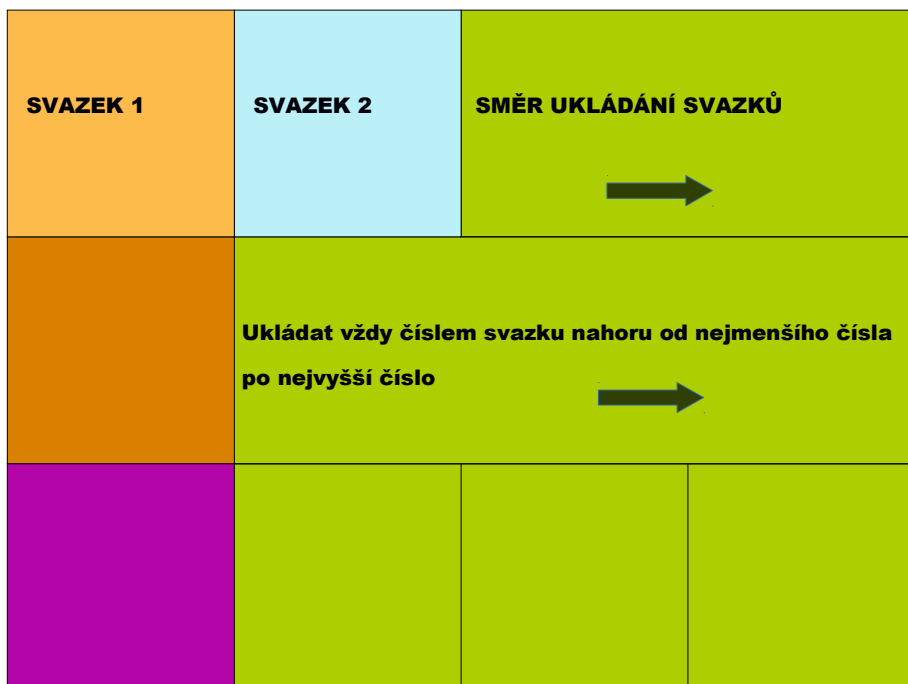 SVAZEK 1
SVAZEK 2
SMĚR UKLÁDÁNÍ SVAZKŮ
Ukládat vždy číslem svazku nahoru od nejmenšího čísla
po nejvyšší číslo